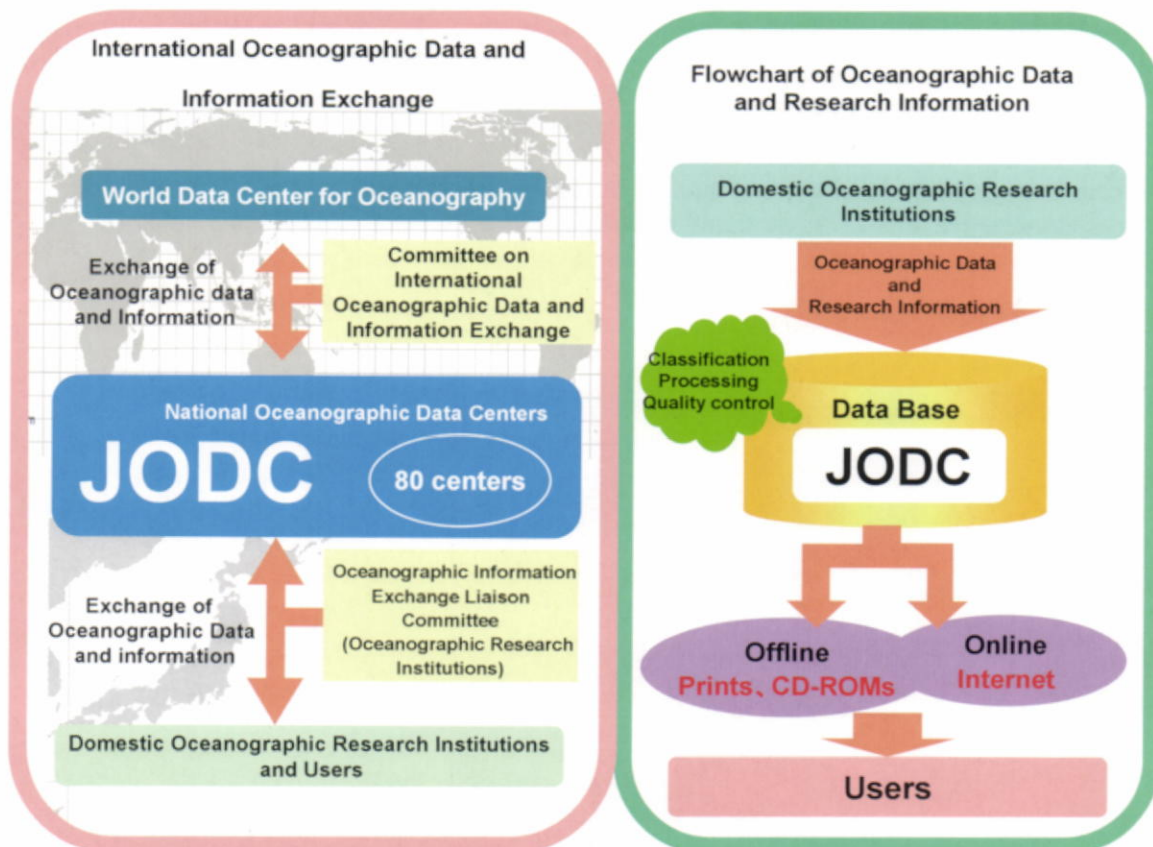 International Oceanographic Data and
Information Exchange
World Data Center for Oceanography
Exchange of
Oceanographic data
and Information
Committee on
International
Oceanographic Data and
Information Exchange
National Oceanographic Data Centers
JODC
80 centers
Exchange of
Oceanographic Data
and information
Oceanographic Information
Exchange Liaison
Committee
(Oceanographic Research
Institutions)
Domestic Oceanographic Research Institutions
and Users
Flowchart of Oceanographic Data
and Research Information
Domestic Oceanographic Research
Institutions
Oceanographic Data
and
Research Information
Classification
Processing
Quality control
Data Base
JODC
Offline
Prints、CD-ROMs
Online
Internet
Users